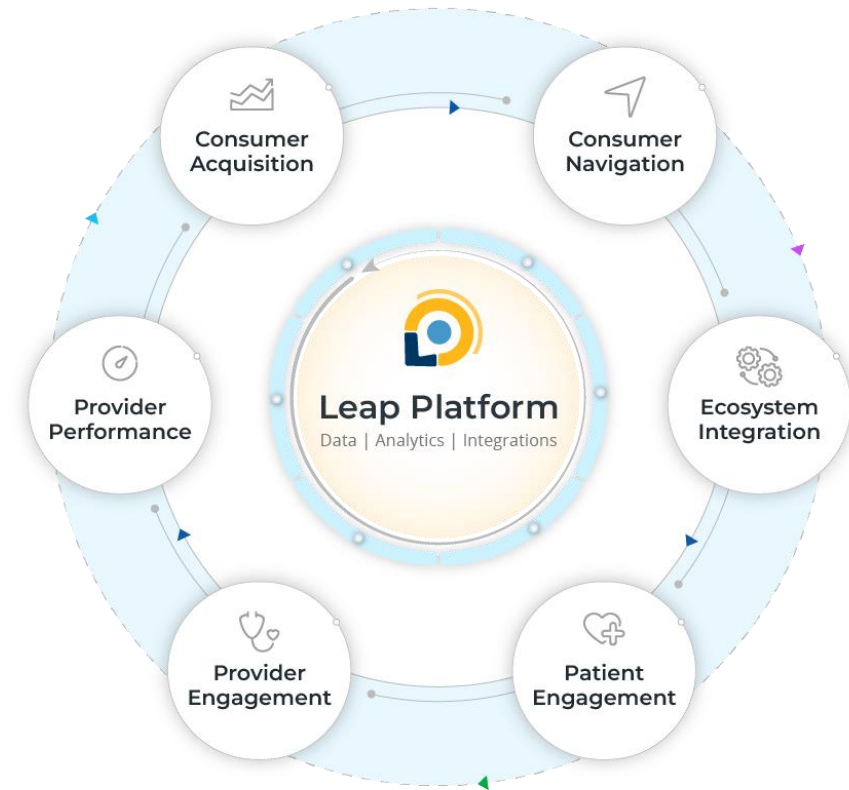 Consumer
Acquisition
Consumer
Navigation
Provider
Performance
Leap Platform
Data | Analytics | Integrations
Ecosystem
Integration
Provider
Engagement
Patient
Engagement